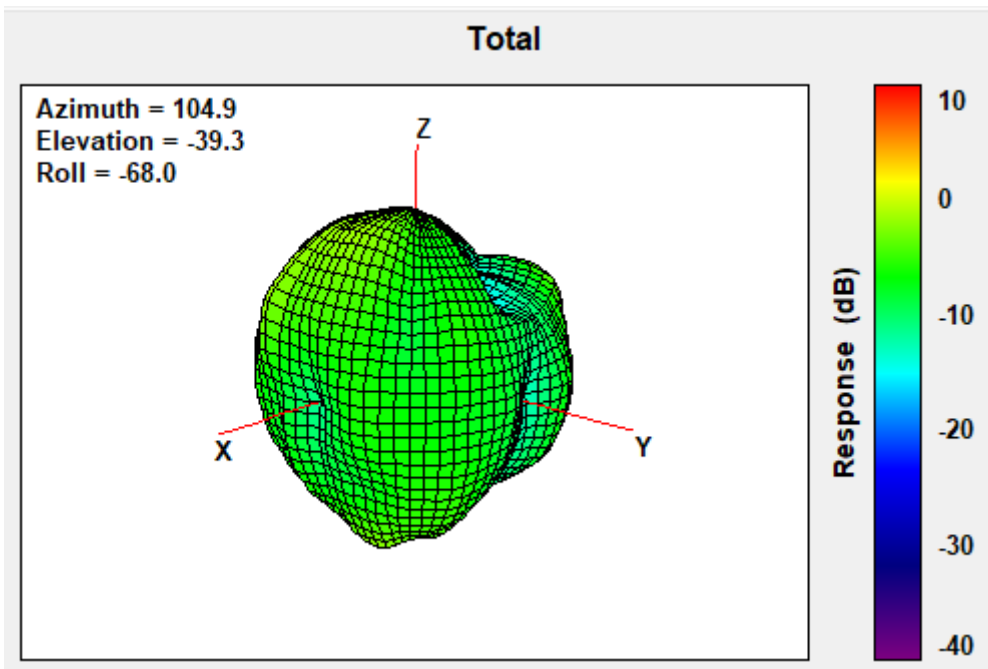 Total
Azimuth = 104.9
Elevation = -39.3
Roll = -68.0
Z
X
Y
10
0
-10
-20
-30
-40
Response (dB)